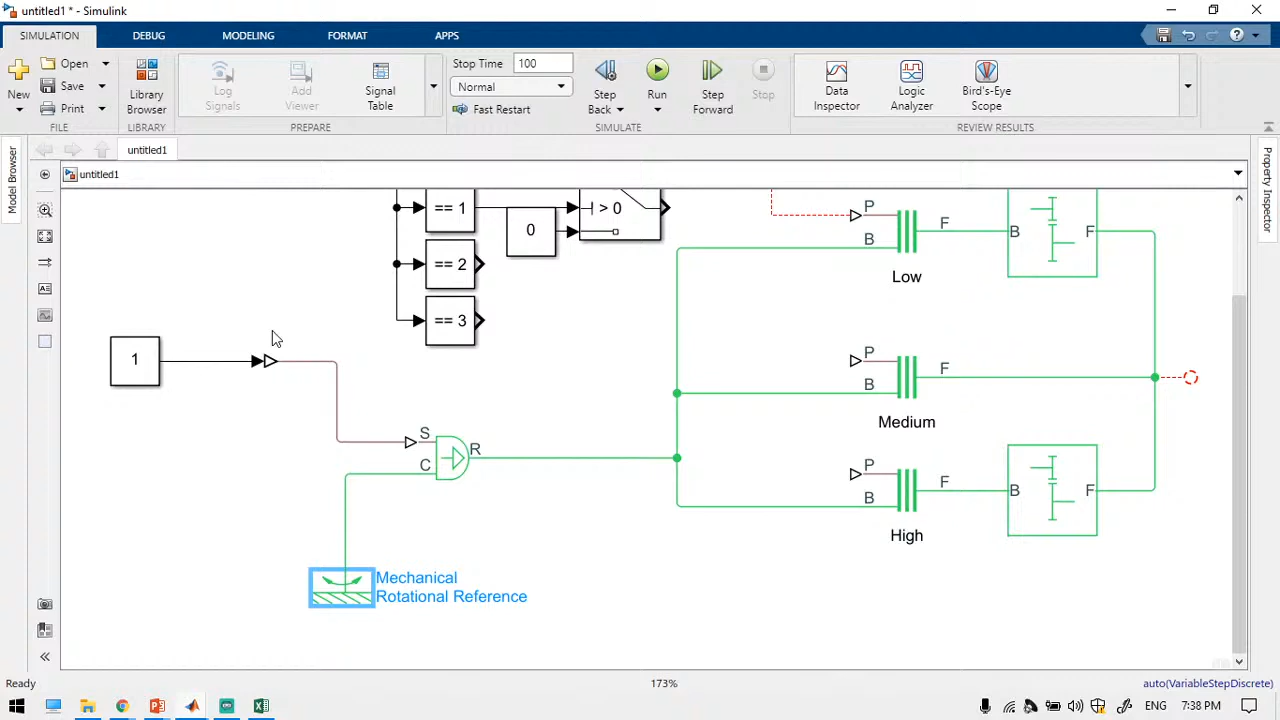 untitled1 * - Simulink
SIMULATION DEBUG MODELING FORMAT APPS
New Open Save Print FILE
Library Browser LIBRARY
Log Signals Add Viewer Signal Table PREPARE
Stop Time 100
Normal
Fast Restart
Step Back Run Step Forward Stop SIMULATE
Data Inspector Logic Analyzer Bird's-Eye Scope REVIEW RESULTS
untitled1
untitled1
Model Browser
Property Inspector
== 1
== 2
== 3
0
> 0
1
S
C
R
Mechanical
Rotational Reference
P
B
F
Low
B F
P
B
F
Medium
P
B
F
High
B F
Ready 173% auto(VariableStepDiscrete)
ENG 7:38 PM